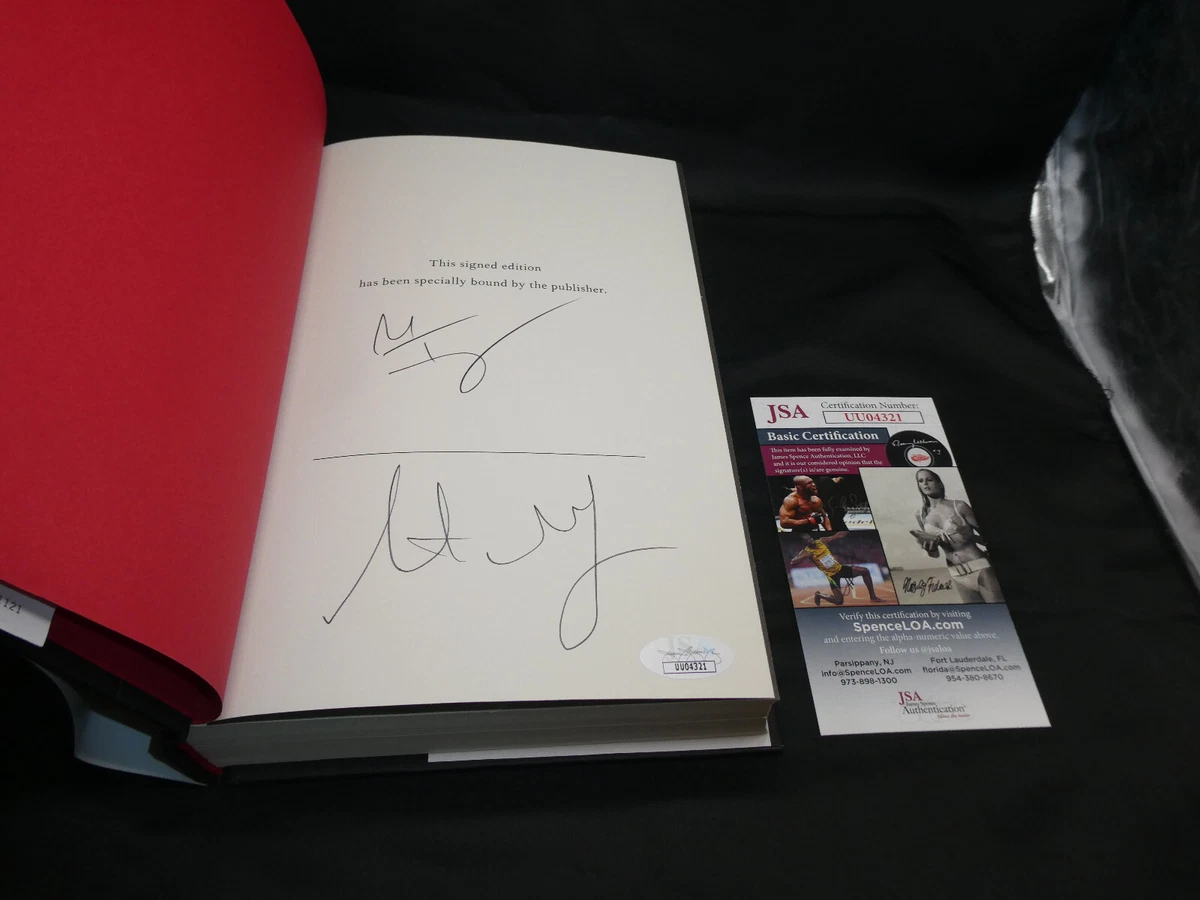 This signed edition
has been specially bound by the publisher.
UU04321
121
JSA
Certification Number:
UU04321
Basic Certification
This item has been fully examined by
James Spence Authentication, LLC
and it is our considered opinion that the
signature(s) is/are genuine.
Verify this certification by visiting
SpenceLOA.com
and entering the alpha-numeric value above.
Follow us @jsaloa
Parsippany, NJ
info@SpenceLOA.com
973-898-1300
Fort Lauderdale, FL
florida@SpenceLOA.com
954-380-8670
JSA
James Spence
Authentication